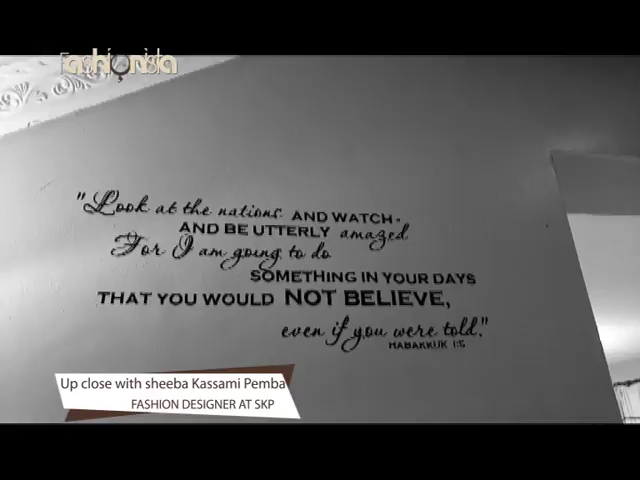 Fashionista
"Look at the nations AND WATCH-
AND BE UTTERLY amazed
For I am going to do
SOMETHING IN YOUR DAYS
THAT YOU WOULD NOT BELIEVE,
even if you were told."
HABAKKUK 1:5
Up close with sheeba Kassami Pemba
FASHION DESIGNER AT SKP